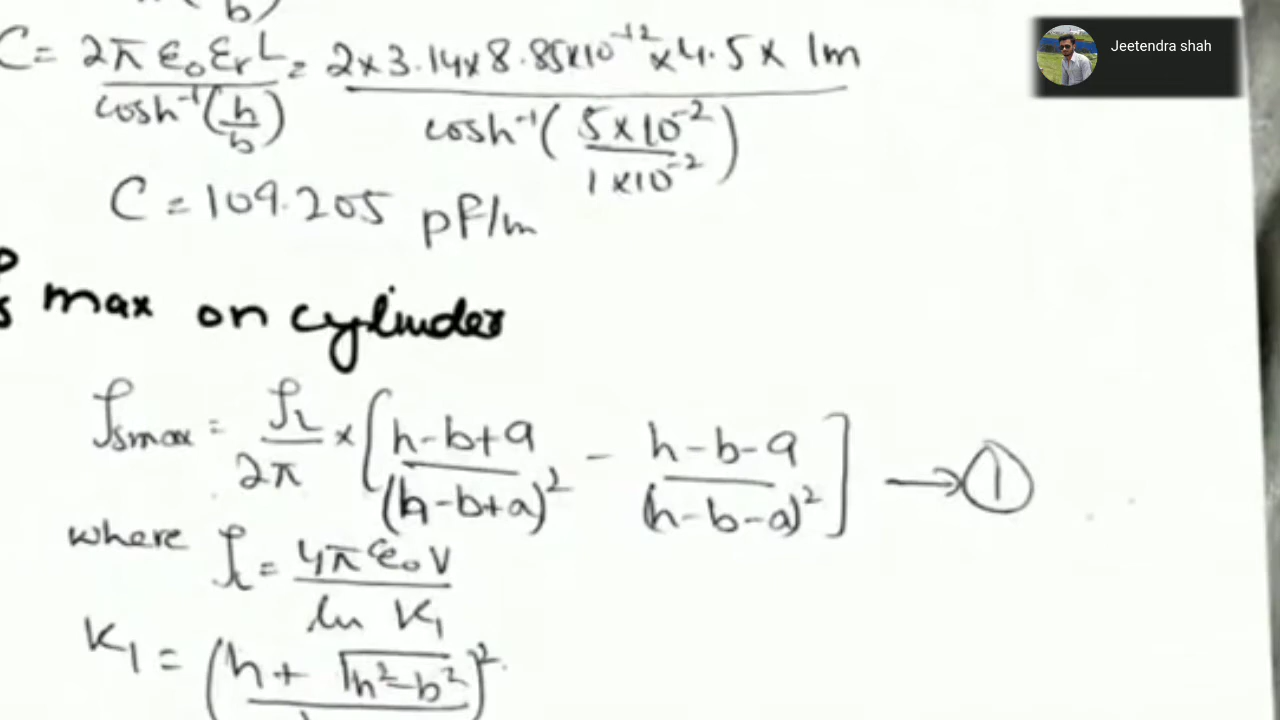 b)
Jeetendra shah
C = 2π ε₀ εr L / cosh⁻¹(h/b) = 2×3.14×8.85×10⁻¹²×4.5× 1m / cosh⁻¹(5×10⁻²/1×10⁻²)
C = 109.205 pF/m
max on cylinder
ρsmax = ρL/2π × [h-b+a/(h-b+a)² - h-b-a/(h-b-a)²] → ①
where ρL = 4πε₀V / ln K₁
K₁ = (h + √h²-b²)²